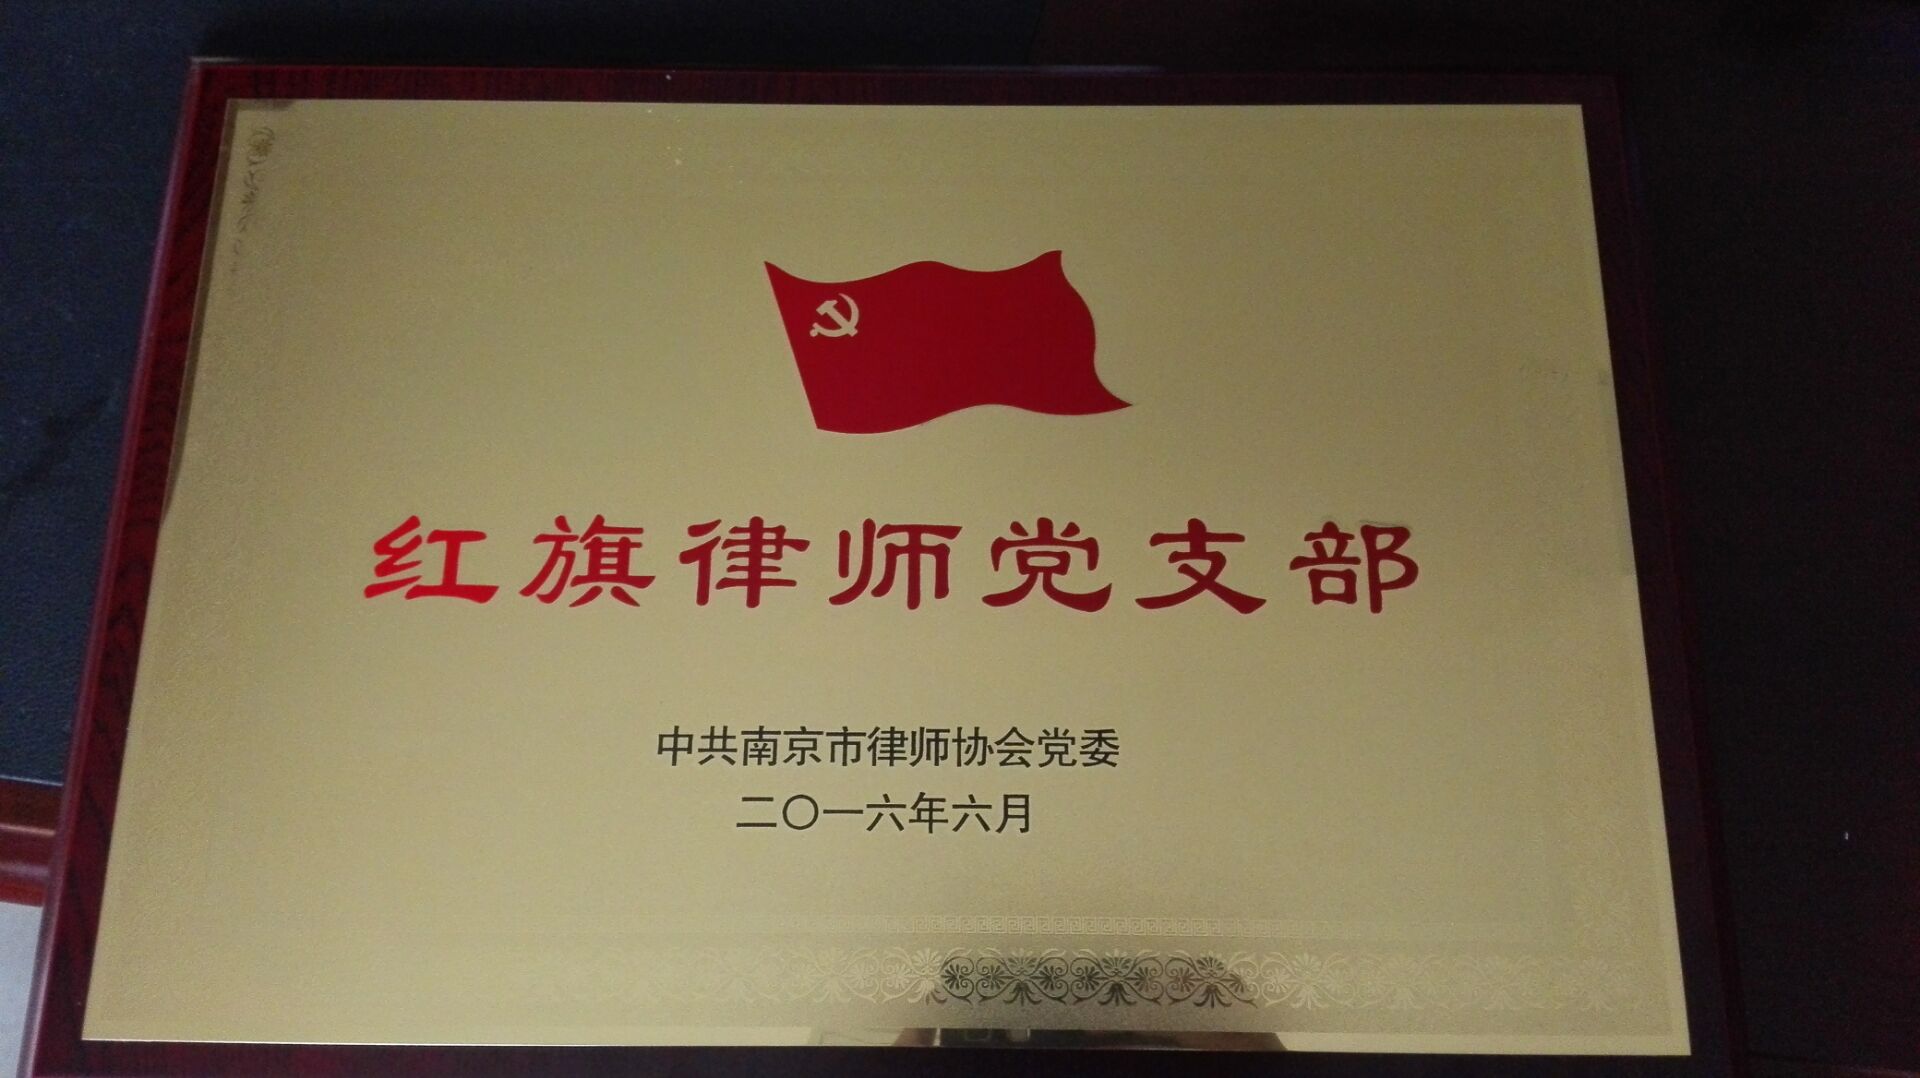 红旗律师党支部
中共南京市律师协会党委
二〇一六年六月